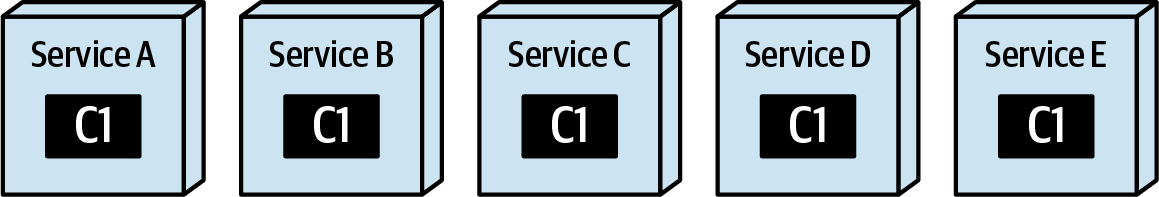 Service A
C1
Service B
C1
Service C
C1
Service D
C1
Service E
C1